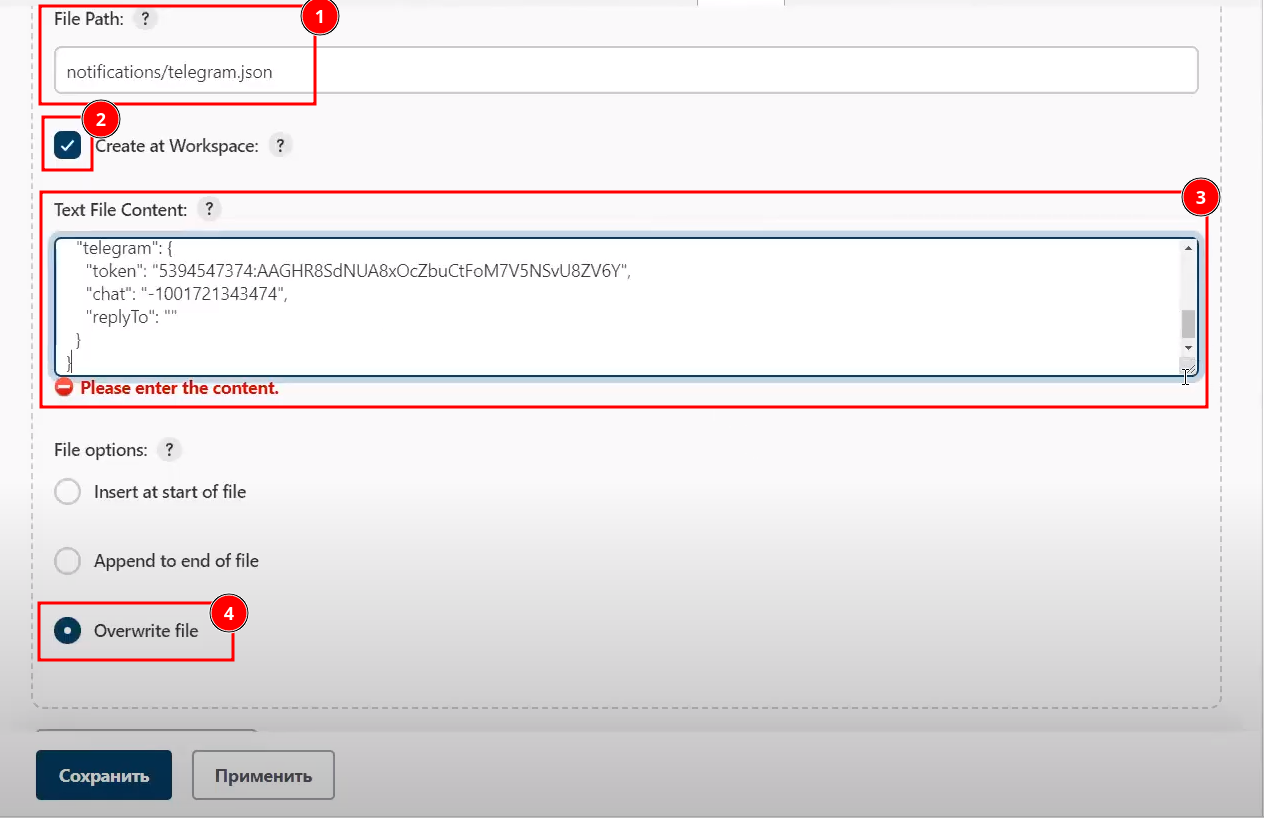 File Path: ?
1
notifications/telegram.json
2
Create at Workspace: ?
3
Text File Content: ?
"telegram": {
"token": "5394547374:AAGHR8SdNUA8xOcZbuCtFoM7V5NSvU8ZV6Y",
"chat": "-1001721343474",
"replyTo": ""
}
}
Please enter the content.
File options: ?
Insert at start of file
Append to end of file
4
Overwrite file
Сохранить
Применить